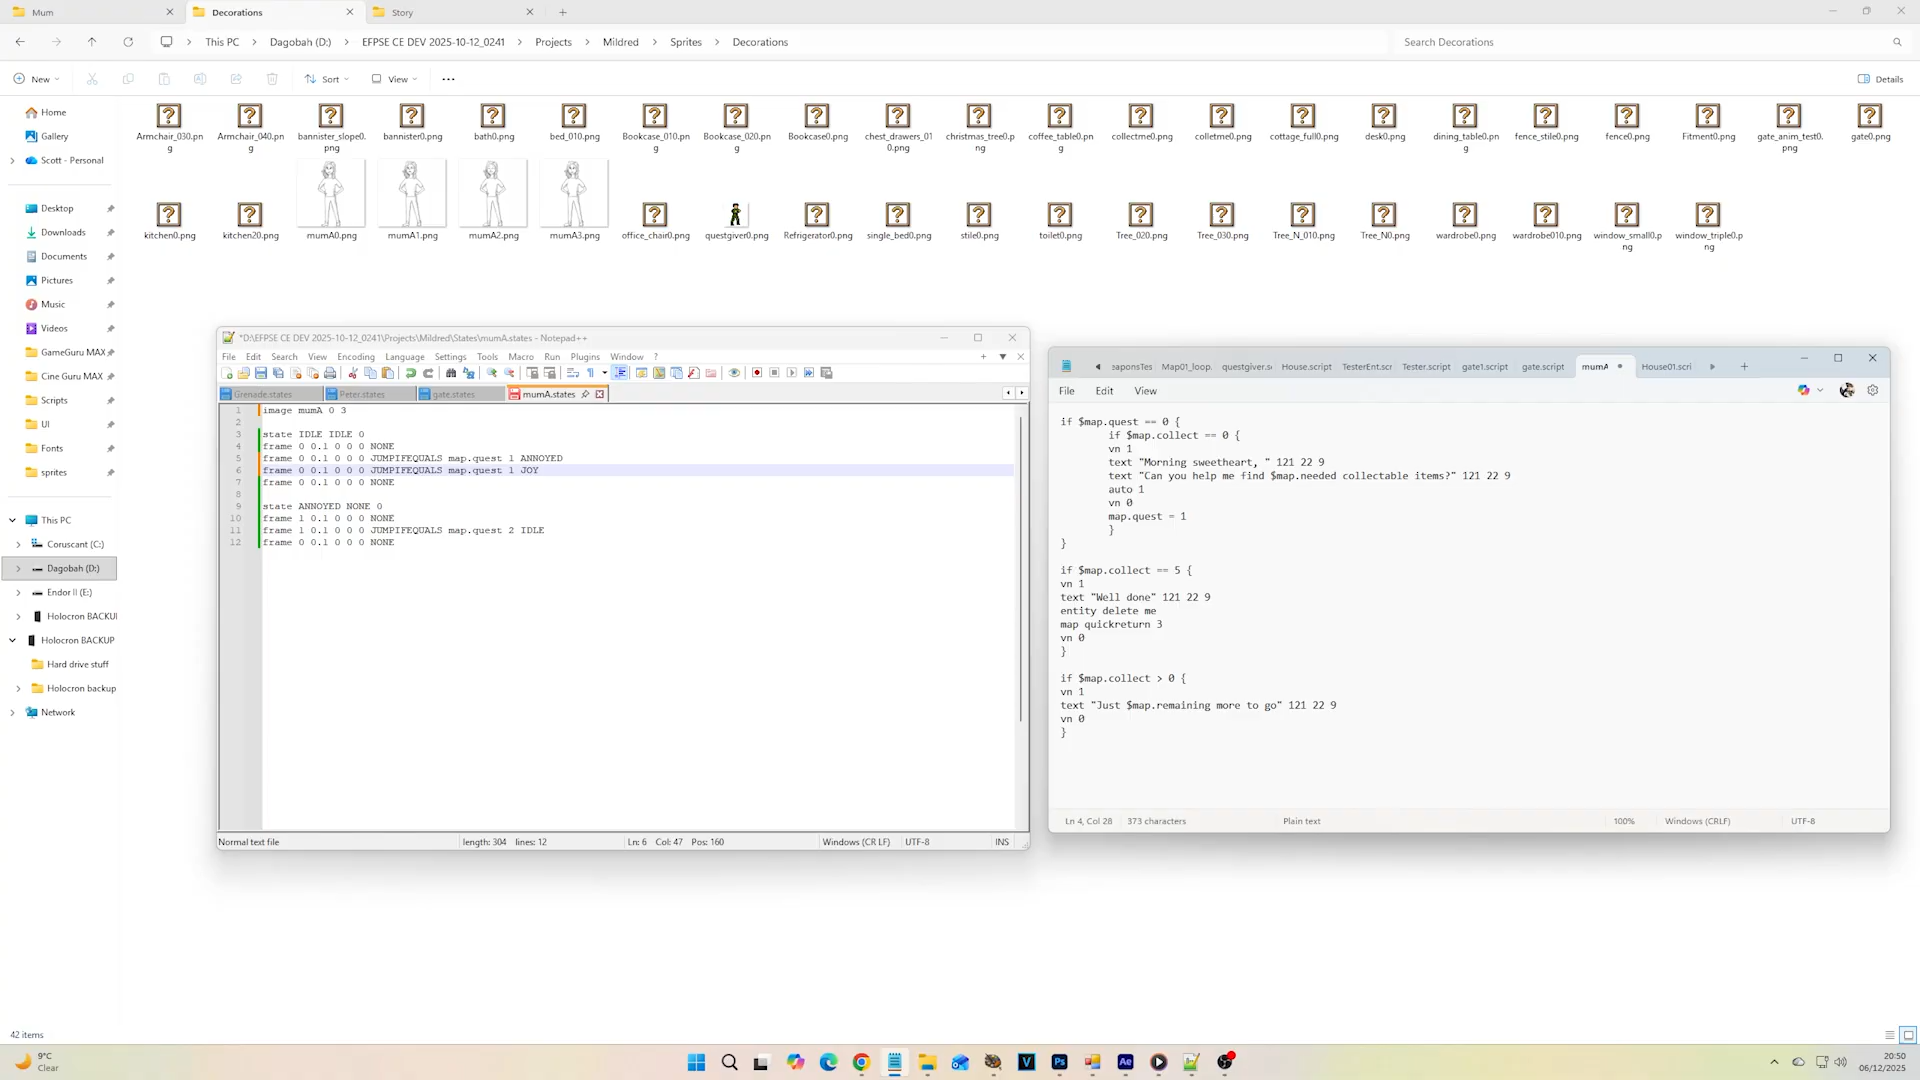 Mum
Decorations
Story
This PC > Dagobah (D:) > EFPSE CE DEV 2025-10-12_0241 > Projects > Mildred > Sprites > Decorations
Search Decorations
New
Sort
View
Details
Home
Gallery
Scott - Personal
Desktop
Downloads
Documents
Pictures
Music
Videos
GameGuru MAX
Cine Guru MAX
Scripts
UI
Fonts
sprites
This PC
Coruscant (C:)
Dagobah (D:)
Endor II (E:)
Holocron BACKUP
Holocron BACKUP
Hard drive stuff
Holocron backup
Network
Armchair_030.png
Armchair_040.png
bannister_slope0.png
bannister0.png
bath0.png
bed_010.png
Bookcase_010.png
Bookcase_020.png
Bookcase0.png
chest_drawers_010.png
christmas_tree0.png
coffee_table0.png
collectme0.png
colletme0.png
cottage_full0.png
desk0.png
dining_table0.png
fence_stile0.png
fence0.png
Fitment0.png
gate_anim_test0.png
gate0.png
kitchen0.png
kitchen20.png
mumA0.png
mumA1.png
mumA2.png
mumA3.png
office_chair0.png
questgiver0.png
Refrigerator0.png
single_bed0.png
stile0.png
toilet0.png
Tree_020.png
Tree_030.png
Tree_N_010.png
Tree_N0.png
wardrobe0.png
wardrobe010.png
window_small0.png
window_triple0.png
*D:\EFPSE CE DEV 2025-10-12_0241\Projects\Mildred\States\mumA.states - Notepad++
File Edit Search View Encoding Language Settings Tools Macro Run Plugins Window ?
Grenade.states
Peter.states
gate.states
mumA.states
1 image mumA 0 3
2
3 state IDLE IDLE 0
4 frame 0 0.1 0 0 0 NONE
5 frame 0 0.1 0 0 0 JUMPIFEQUALS map.quest 1 ANNOYED
6 frame 0 0.1 0 0 0 JUMPIFEQUALS map.quest 1 JOY
7 frame 0 0.1 0 0 0 NONE
8
9 state ANNOYED NONE 0
10 frame 1 0.1 0 0 0 NONE
11 frame 1 0.1 0 0 0 JUMPIFEQUALS map.quest 2 IDLE
12 frame 0 0.1 0 0 0 NONE
Normal text file
length: 304 lines: 12
Ln: 6 Col: 47 Pos: 160
Windows (CR LF)
UTF-8
INS
Map01_loop.
questgiver.s
House.script
TesterEnt.scr
Tester.script
gate1.script
gate.script
mumA
House01.scri
File
Edit
View
if $map.quest == 0 {
if $map.collect == 0 {
vn 1
text "Morning sweetheart, " 121 22 9
text "Can you help me find $map.needed collectable items?" 121 22 9
auto 1
vn 0
map.quest = 1
}
}
if $map.collect == 5 {
vn 1
text "Well done" 121 22 9
entity delete me
map quickreturn 3
vn 0
}
if $map.collect > 0 {
vn 1
text "Just $map.remaining more to go" 121 22 9
vn 0
}
Ln 4, Col 28
373 characters
Plain text
100%
Windows (CRLF)
UTF-8
42 items
9°C
Clear
20:50
06/12/2025